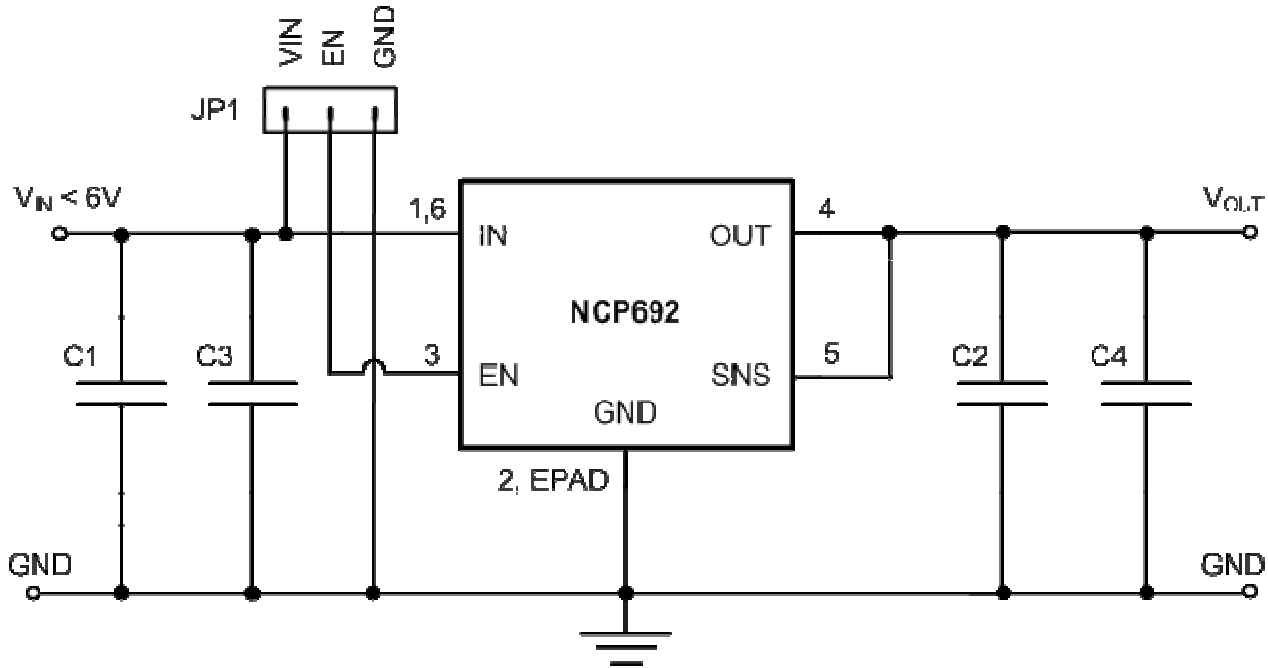 VIN
EN
GND
JP1
VIN < 6V
1,6
4
VOUT
IN
OUT
NCP692
C1
C3
3
5
C2
C4
EN
SNS
GND
2, EPAD
GND
GND